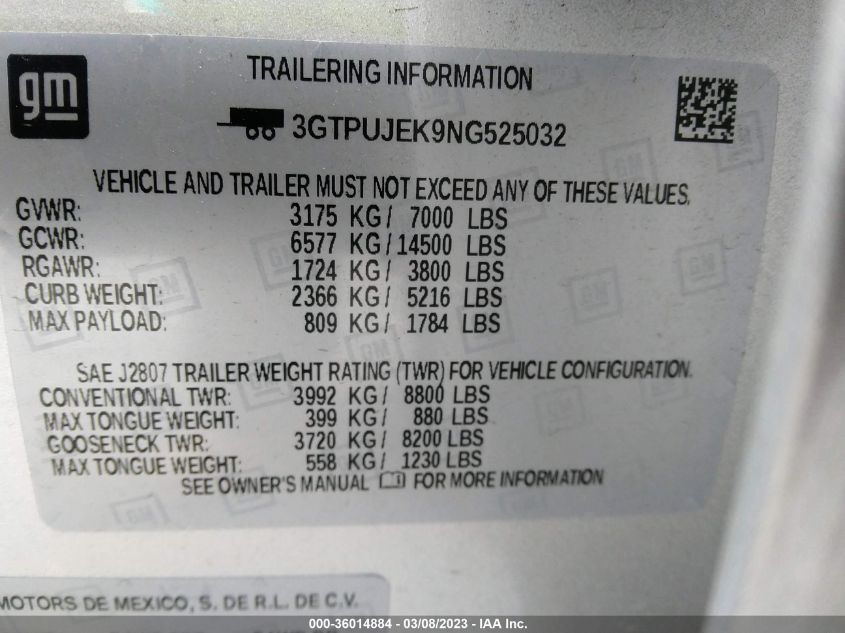 gm
TRAILERING INFORMATION
3GTPUJEK9NG525032
VEHICLE AND TRAILER MUST NOT EXCEED ANY OF THESE VALUES.
GVWR: 3175 KG/ 7000 LBS
GCWR: 6577 KG/14500 LBS
RGAWR: 1724 KG/ 3800 LBS
CURB WEIGHT: 2366 KG/ 5216 LBS
MAX PAYLOAD: 809 KG/ 1784 LBS
SAE J2807 TRAILER WEIGHT RATING (TWR) FOR VEHICLE CONFIGURATION.
CONVENTIONAL TWR: 3992 KG/ 8800 LBS
MAX TONGUE WEIGHT: 399 KG/ 880 LBS
GOOSENECK TWR: 3720 KG/ 8200 LBS
MAX TONGUE WEIGHT: 558 KG/ 1230 LBS
SEE OWNER'S MANUAL FOR MORE INFORMATION
MOTORS DE MEXICO, S. DE R.L. DE C.V.
000-36014884 - 03/08/2023 - IAA Inc.